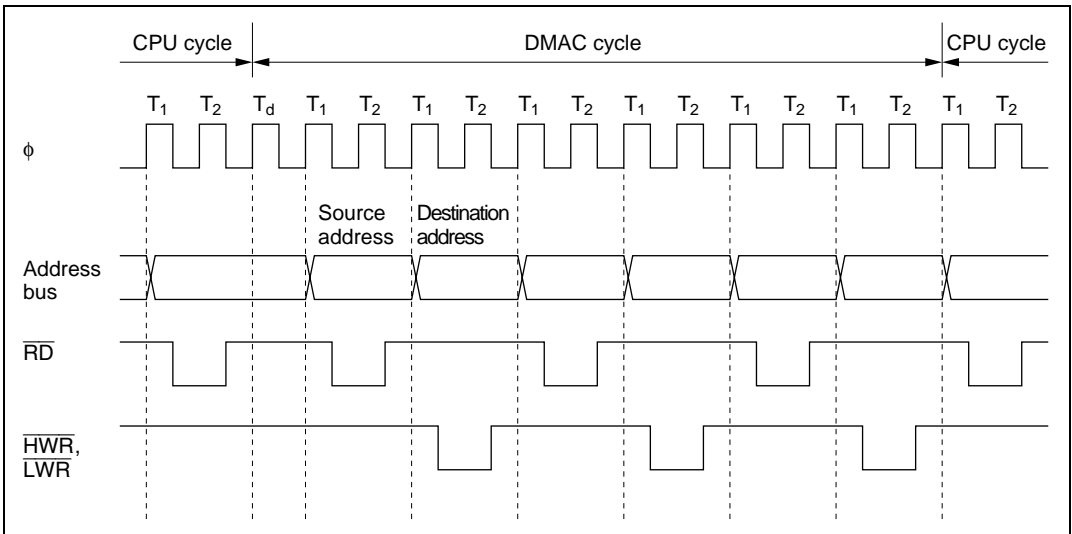 CPU cycle DMAC cycle CPU cycle
T1 T2 Td T1 T2 T1 T2 T1 T2 T1 T2 T1 T2 T1 T2 T1 T2
φ
Source address
Destination address
Address bus
RD
HWR,
LWR